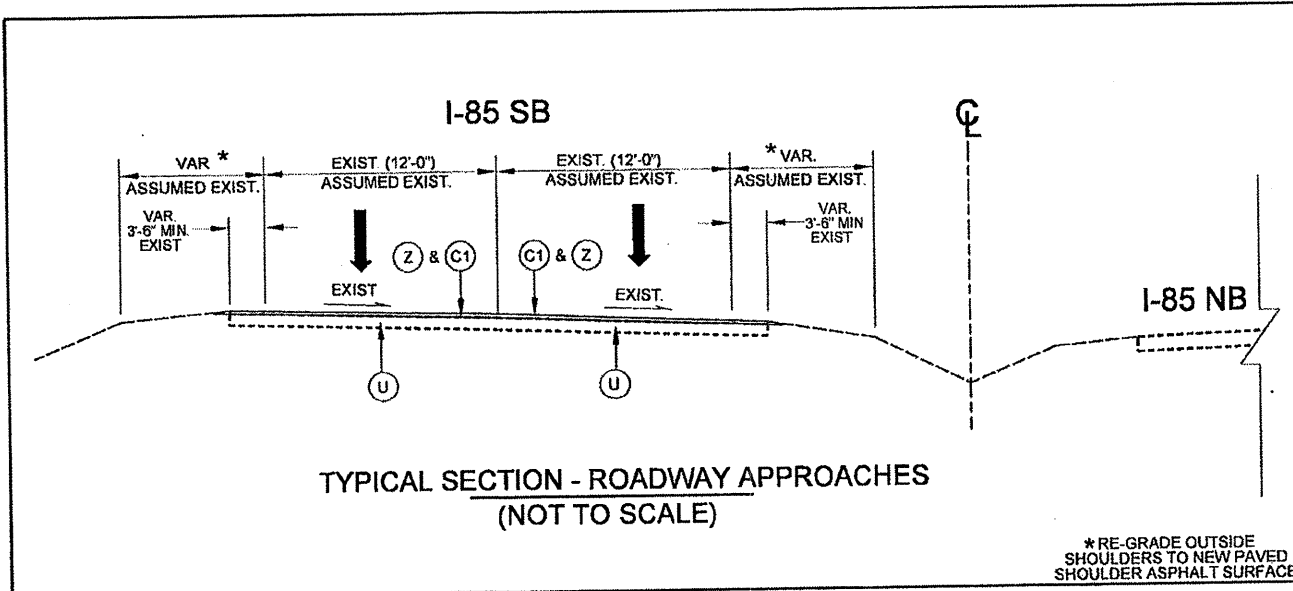 I-85 SB
CL
VAR *
ASSUMED EXIST.
EXIST. (12'-0")
ASSUMED EXIST.
EXIST. (12'-0")
ASSUMED EXIST.
* VAR.
ASSUMED EXIST.
VAR.
3'-6" MIN.
EXIST
VAR.
3'-6" MIN
EXIST
Z & C1
C1 & Z
EXIST
EXIST.
I-85 NB
U
U
TYPICAL SECTION - ROADWAY APPROACHES
(NOT TO SCALE)
* RE-GRADE OUTSIDE
SHOULDERS TO NEW PAVED
SHOULDER ASPHALT SURFACE